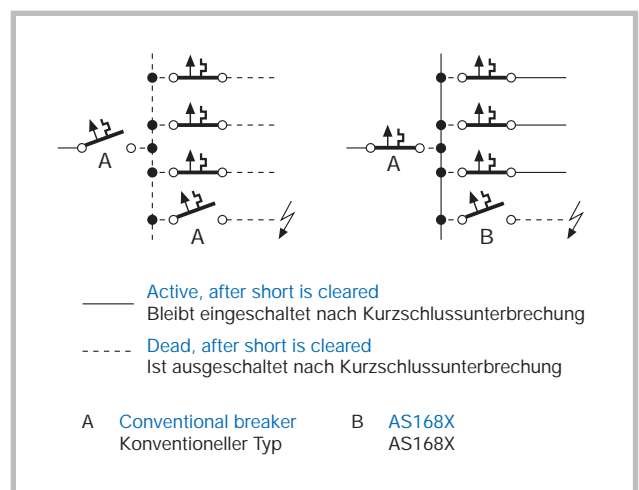 A
A
A
B
Active, after short is cleared
Bleibt eingeschaltet nach Kurzschlussunterbrechung
Dead, after short is cleared
Ist ausgeschaltet nach Kurzschlussunterbrechung
A Conventional breaker B AS168X
Konventioneller Typ AS168X